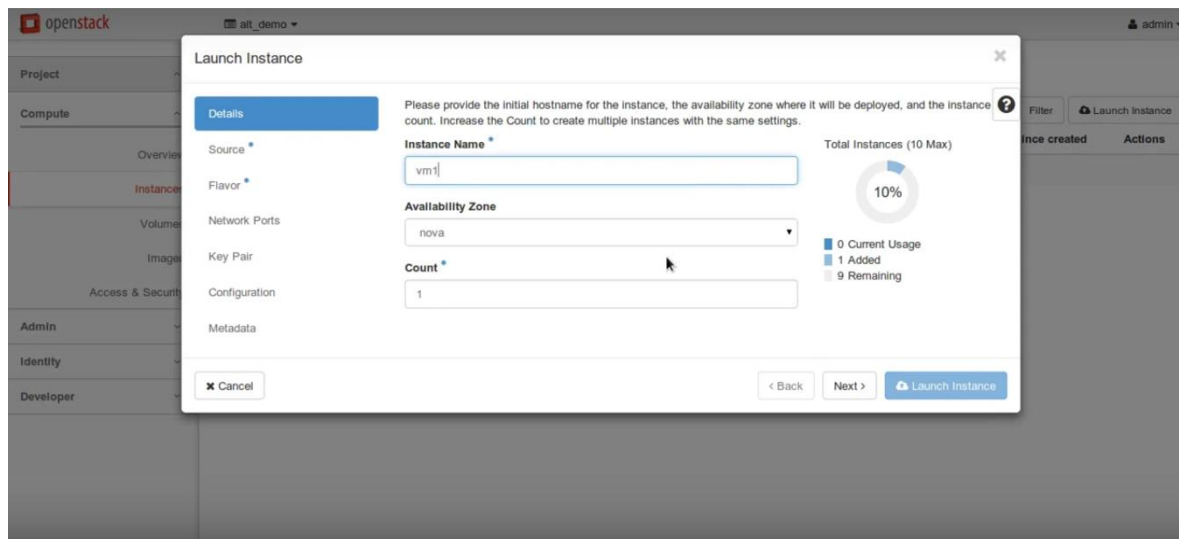 openstack
alt_demo
admin
Launch Instance
Project
Compute
Overview
Instances
Volumes
Images
Access & Security
Admin
Identity
Developer
Details
Source *
Flavor *
Network Ports
Key Pair
Configuration
Metadata
Please provide the initial hostname for the instance, the availability zone where it will be deployed, and the instance
count. Increase the Count to create multiple instances with the same settings.
Instance Name *
vm1
Availability Zone
nova
Count *
1
Total Instances (10 Max)
10%
0 Current Usage
1 Added
9 Remaining
?
Filter
Launch Instance
ince created
Actions
× Cancel
< Back
Next >
Launch Instance